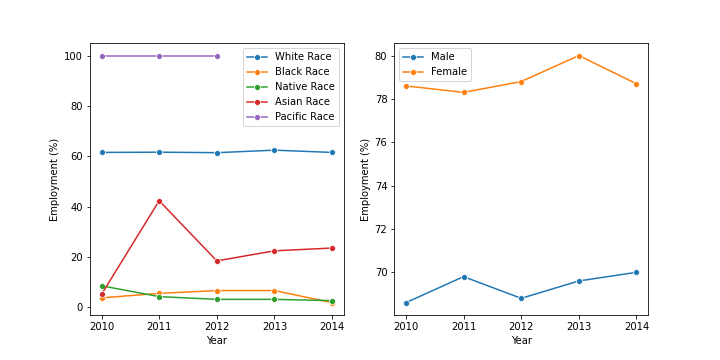 100
80
60
40
20
0
Employment (%)
2010 2011 2012 2013 2014
Year
White Race
Black Race
Native Race
Asian Race
Pacific Race
80
78
76
74
72
70
Employment (%)
2010 2011 2012 2013 2014
Year
Male
Female